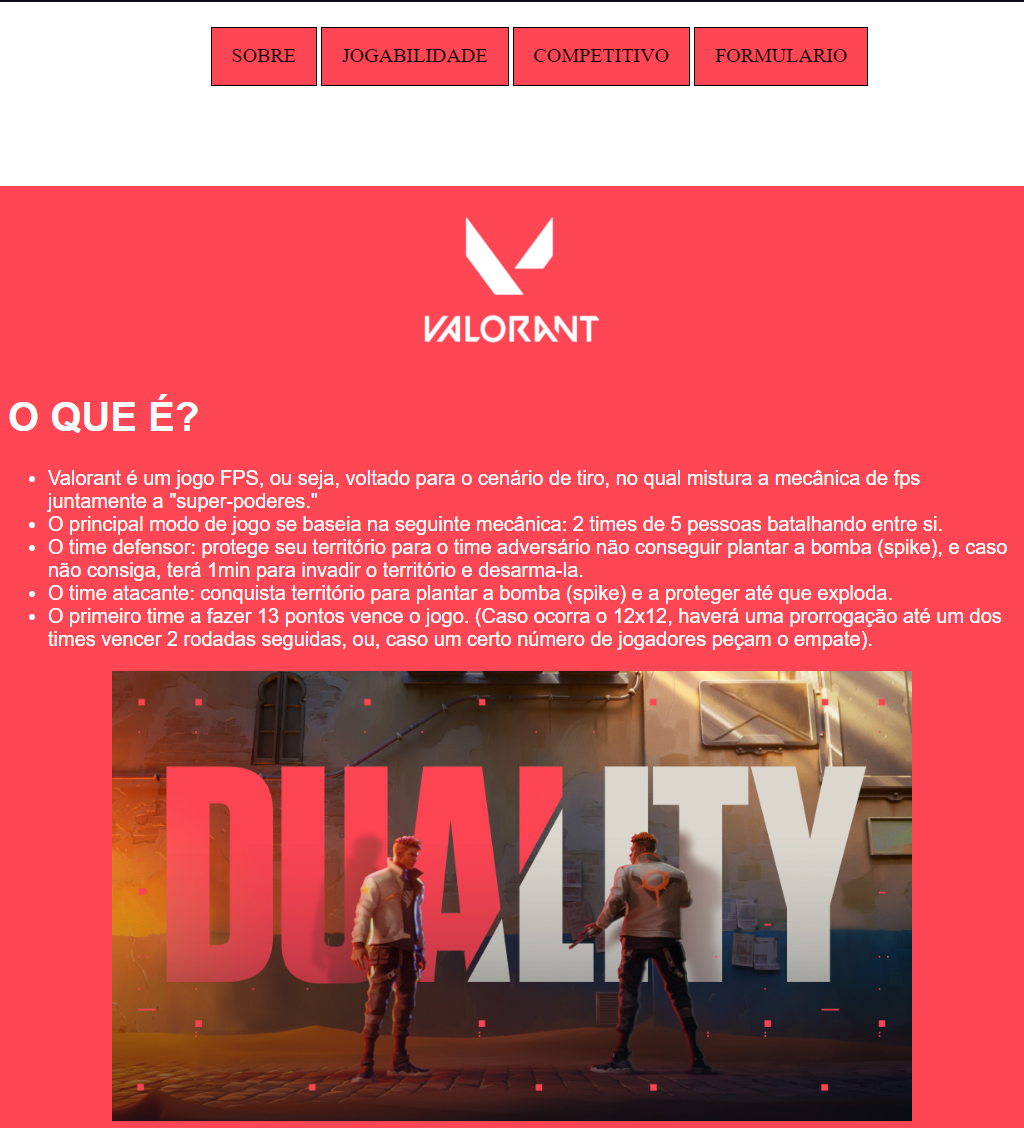 SOBRE JOGABILIDADE COMPETITIVO FORMULARIO
VALORANT
O QUE É?
• Valorant é um jogo FPS, ou seja, voltado para o cenário de tiro, no qual mistura a mecânica de fps
juntamente a "super-poderes."
• O principal modo de jogo se baseia na seguinte mecânica: 2 times de 5 pessoas batalhando entre si.
• O time defensor: protege seu território para o time adversário não conseguir plantar a bomba (spike), e caso
não consiga, terá 1min para invadir o território e desarma-la.
• O time atacante: conquista território para plantar a bomba (spike) e a proteger até que exploda.
• O primeiro time a fazer 13 pontos vence o jogo. (Caso ocorra o 12x12, haverá uma prorrogação até um dos
times vencer 2 rodadas seguidas, ou, caso um certo número de jogadores peçam o empate).
DUALITY